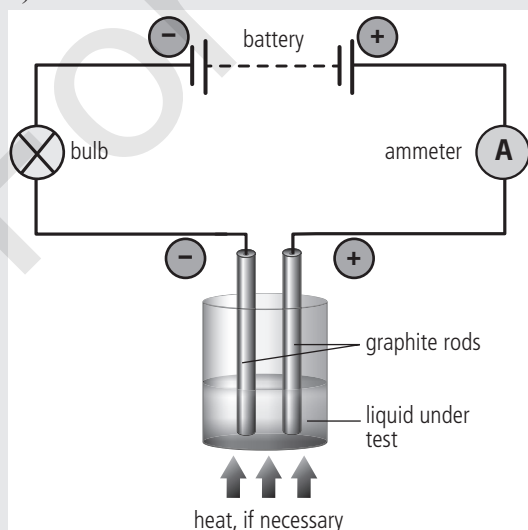 − battery +
bulb
ammeter A
− +
graphite rods
liquid under
test
heat, if necessary